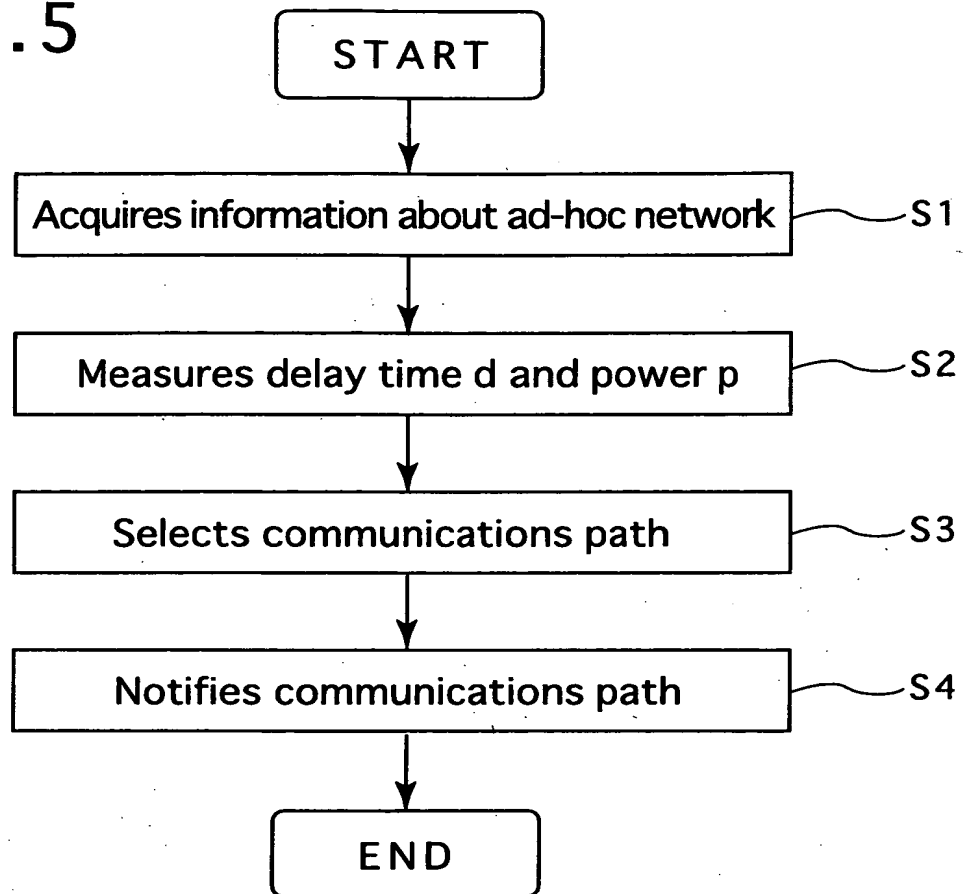 .5
START
Acquires information about ad-hoc network
S1
Measures delay time d and power p
S2
Selects communications path
S3
Notifies communications path
S4
END